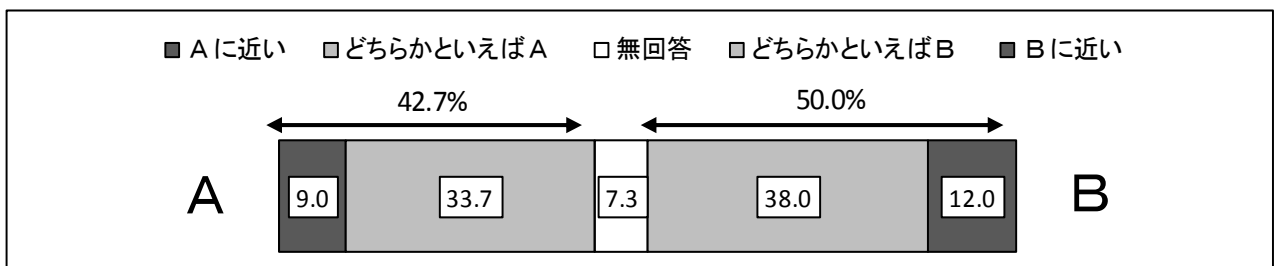 ■ Aに近い ■ どちらかといえばA □ 無回答 ■ どちらかといえばB ■ Bに近い
42.7% 50.0%
A 9.0 33.7 7.3 38.0 12.0 B